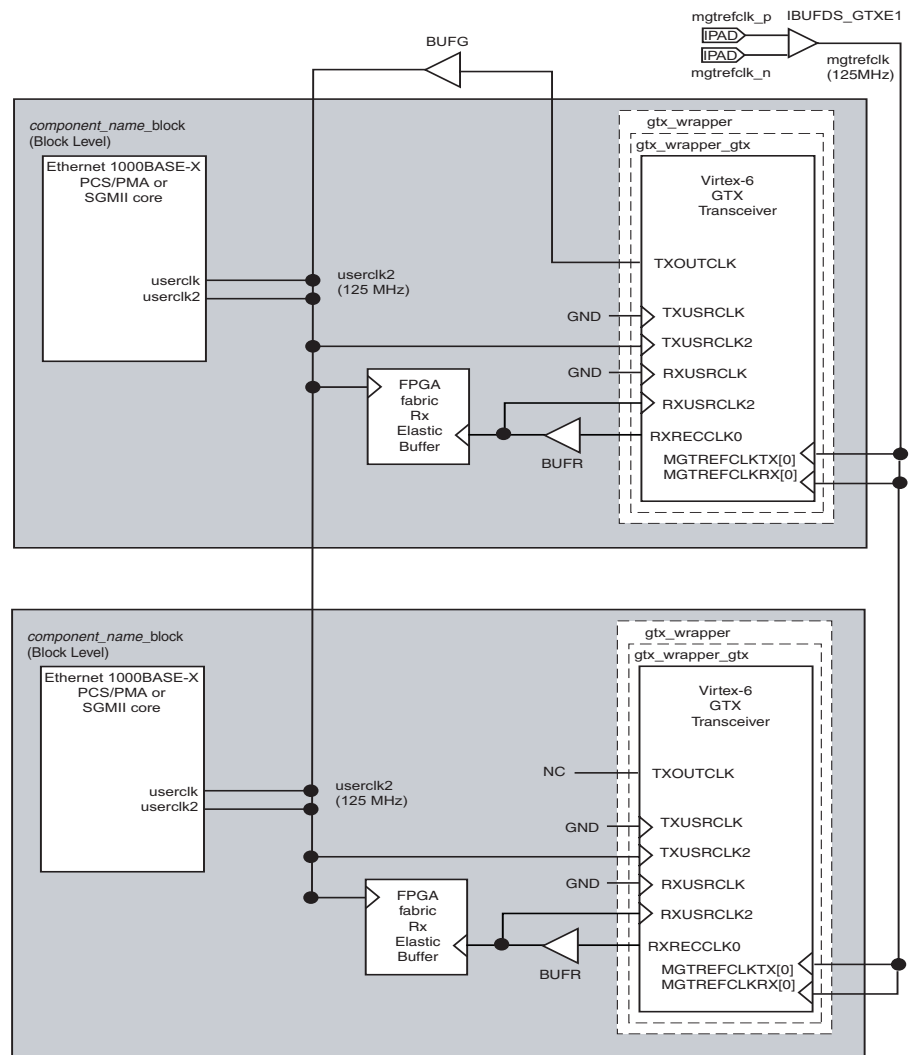 mgtrefclk_p
IBUFDS_GTXE1
IPAD
IPAD
mgtrefclk_n
mgtrefclk
(125MHz)
BUFG
component_name_block
(Block Level)
Ethernet 1000BASE-X
PCS/PMA or
SGMII core
userclk
userclk2
userclk2
(125 MHz)
gtx_wrapper
gtx_wrapper_gtx
Virtex-6
GTX
Transceiver
TXOUTCLK
GND
TXUSRCLK
TXUSRCLK2
GND
RXUSRCLK
RXUSRCLK2
FPGA
fabric
Rx
Elastic
Buffer
BUFR
RXRECCLK0
MGTREFCLKTX[0]
MGTREFCLKRX[0]
component_name_block
(Block Level)
Ethernet 1000BASE-X
PCS/PMA or
SGMII core
userclk
userclk2
userclk2
(125 MHz)
gtx_wrapper
gtx_wrapper_gtx
Virtex-6
GTX
Transceiver
NC
TXOUTCLK
GND
TXUSRCLK
TXUSRCLK2
GND
RXUSRCLK
RXUSRCLK2
FPGA
fabric
Rx
Elastic
Buffer
BUFR
RXRECCLK0
MGTREFCLKTX[0]
MGTREFCLKRX[0]